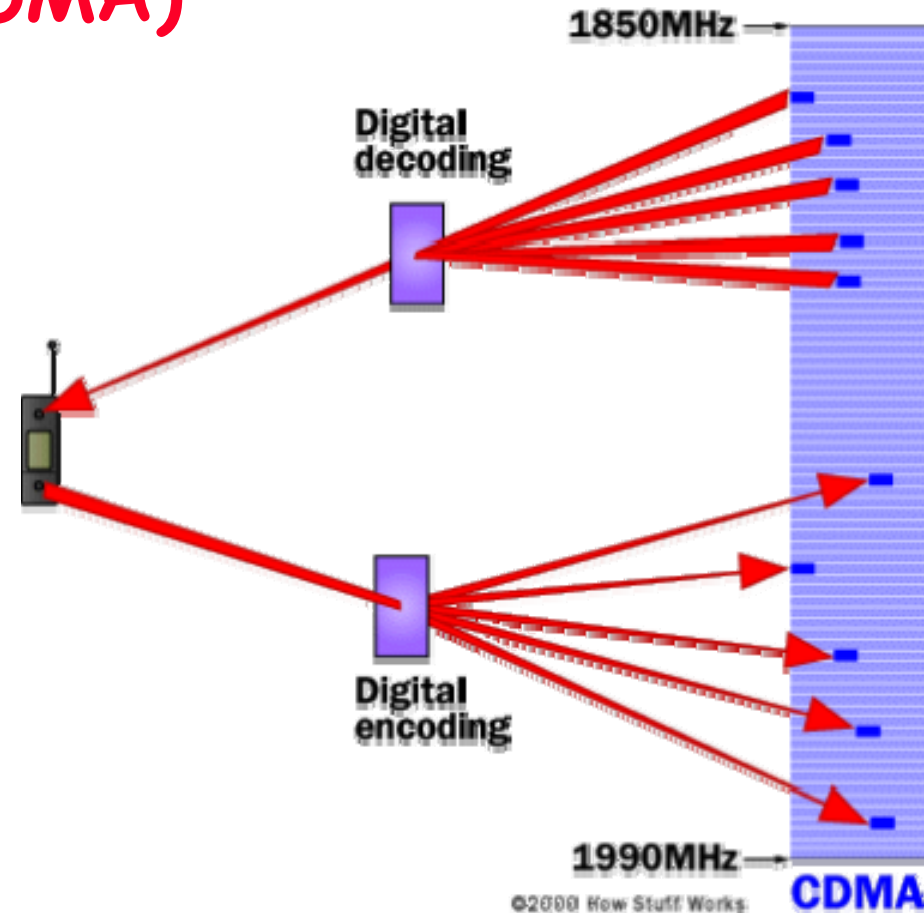 DMA)
1850MHz
Digital
decoding
Digital
encoding
1990MHz
©2000 How Stuff Works
CDMA